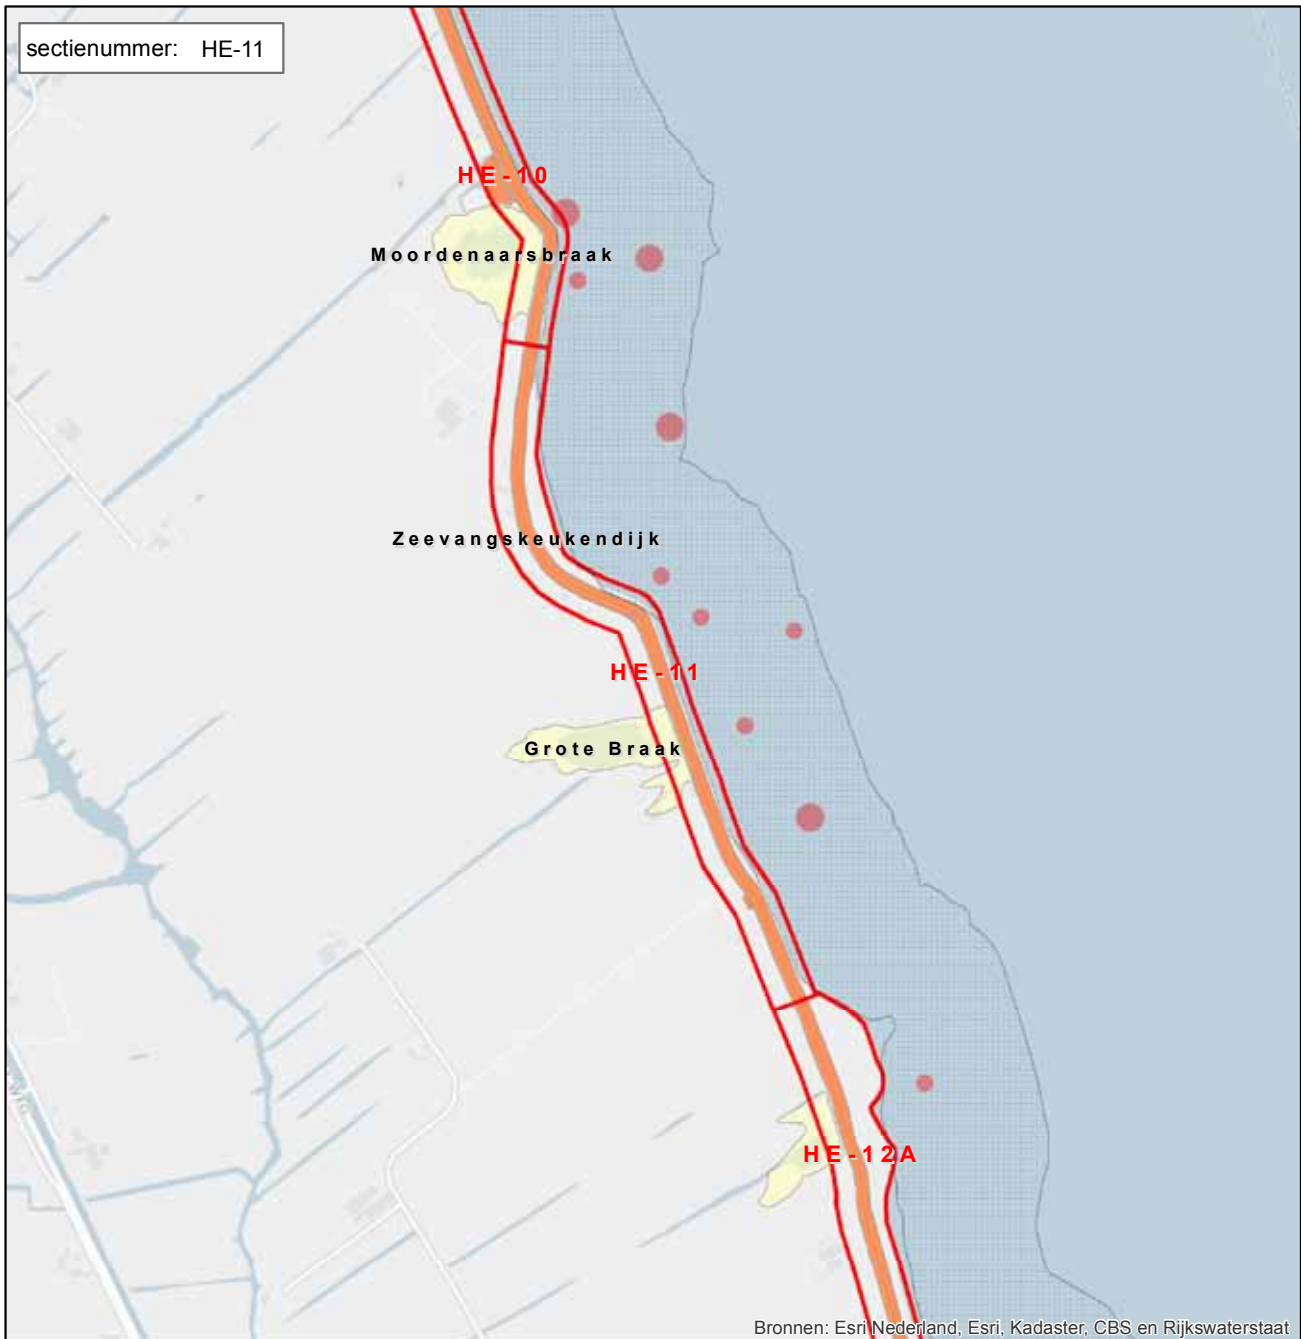 sectienummer: HE-11
HE-10
Moordenaarsbraak
Zeevangskeukendijk
HE-11
Grote Braak
HE-12A
Bronnen: Esri Nederland, Esri, Kadaster, CBS en Rijkswaterstaat